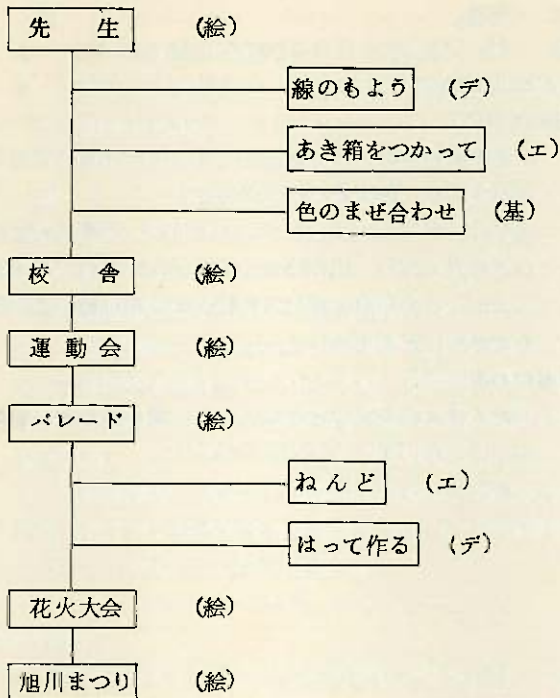 先生 (絵)
線のもよう (デ)
あき箱をつかって (工)
色のまぜ合わせ (基)
校舎 (絵)
運動会 (絵)
パレード (絵)
ねんど (工)
はって作る (デ)
花火大会 (絵)
旭川まつり (絵)